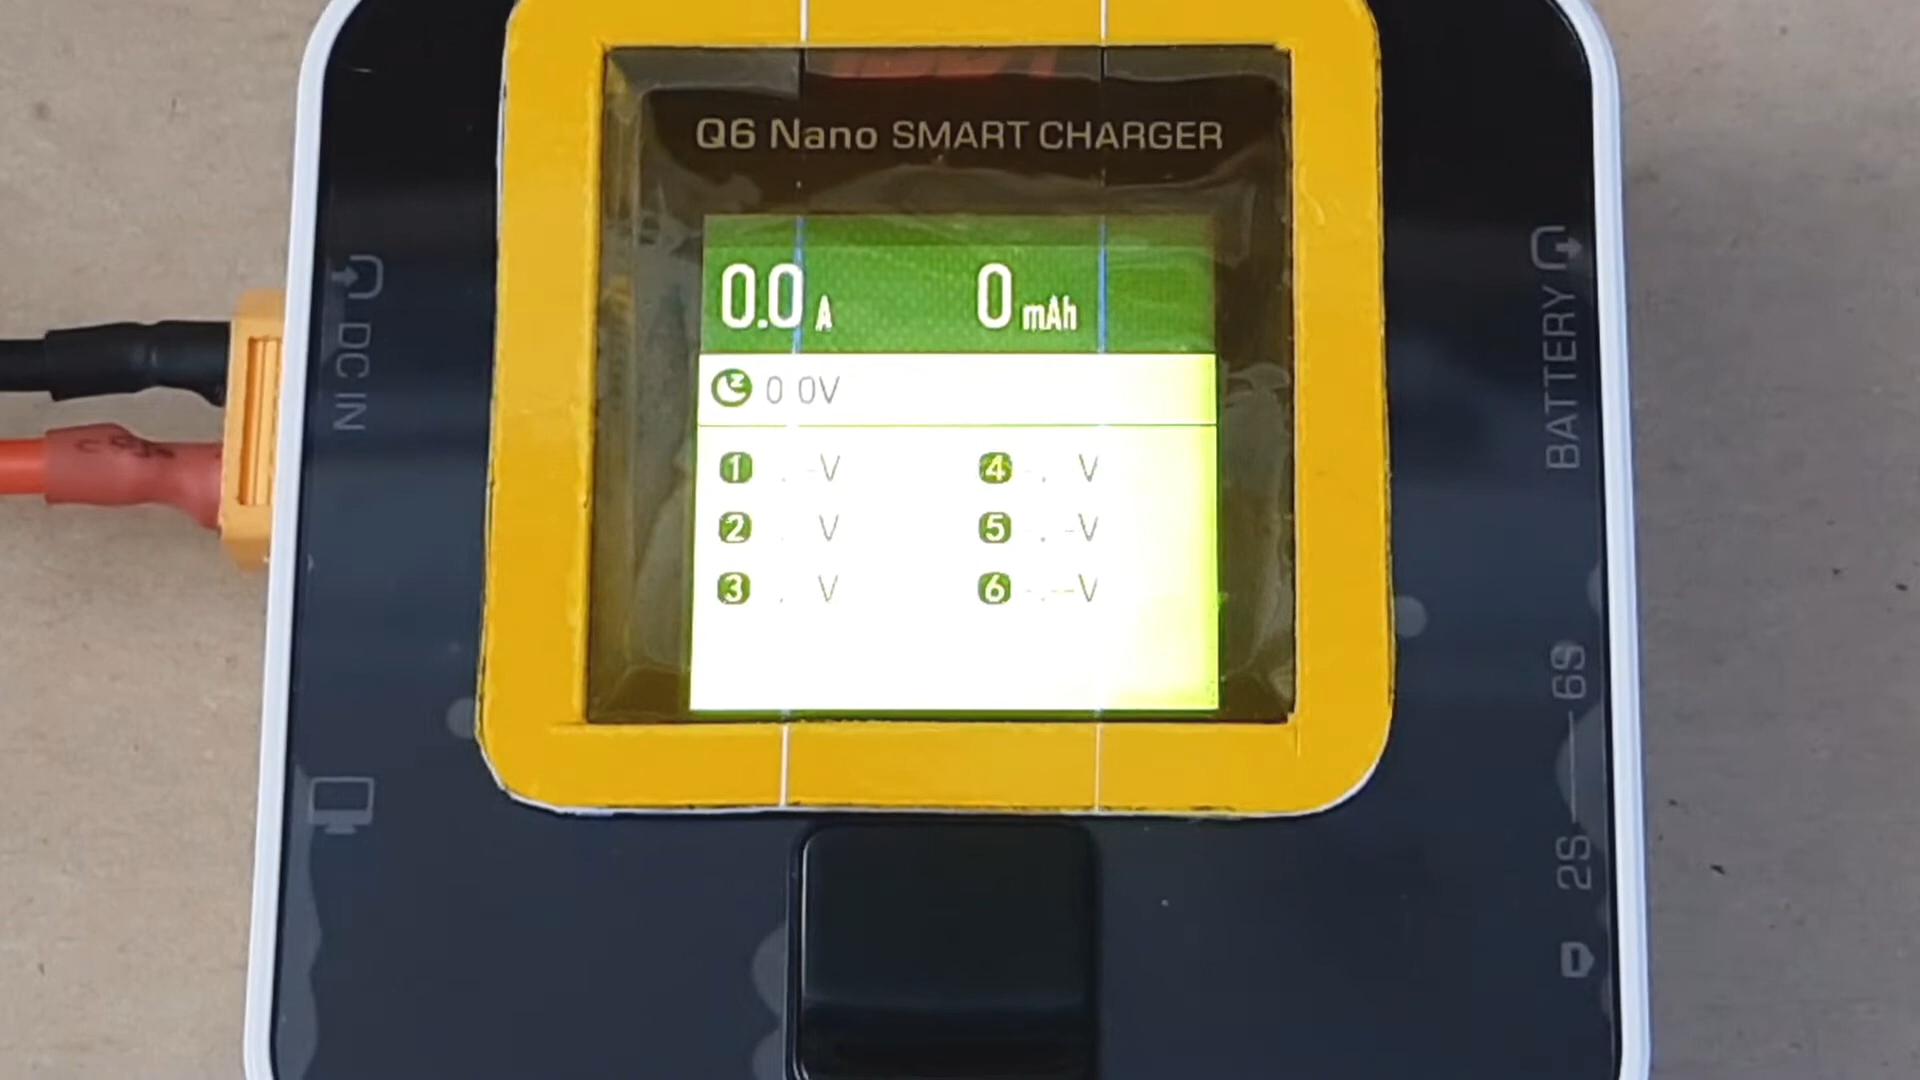 Q6 Nano SMART CHARGER
0.0 A 0 mAh
0 0V
1 . -V 4 -. V
2 . V 5 -. -V
3 . V 6 -.--V
DC IN
BATTERY
2S — 6S